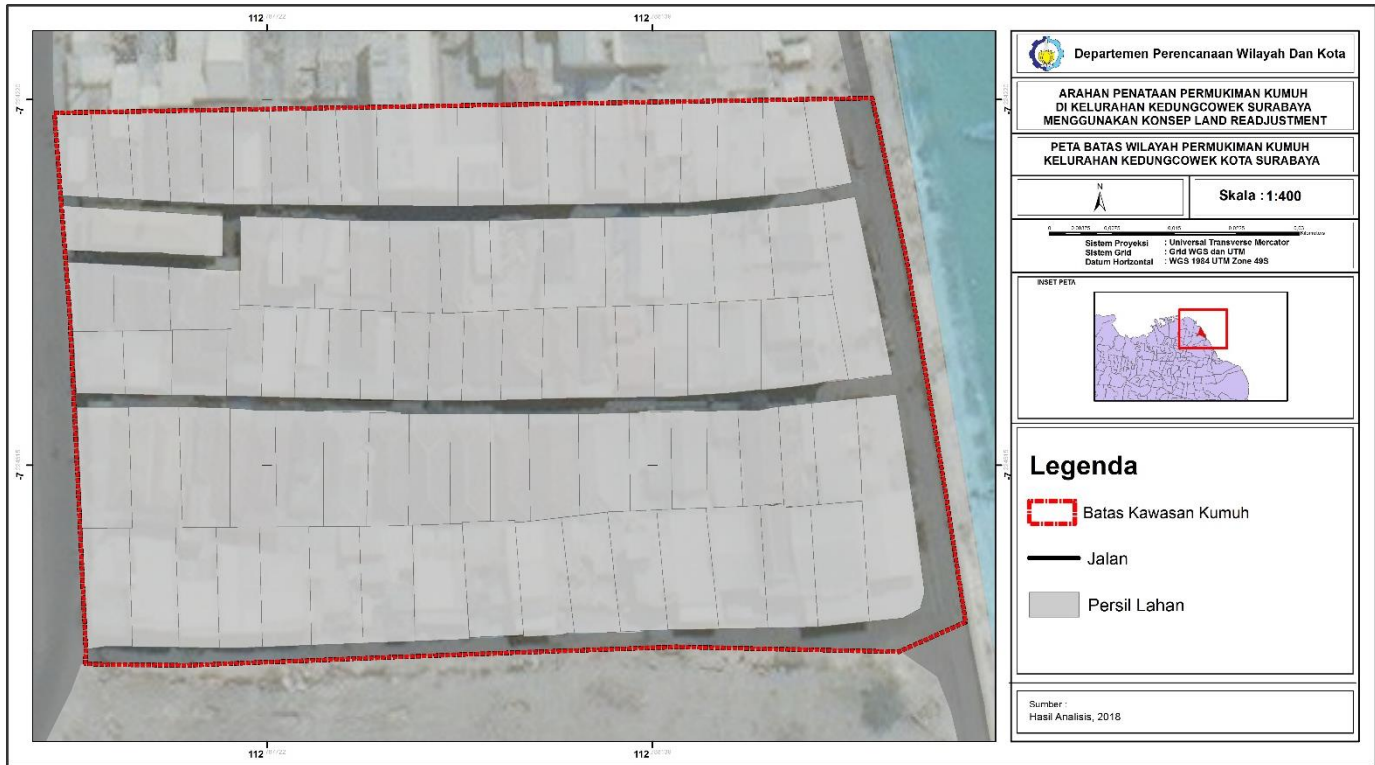 112
112
Departemen Perencanaan Wilayah Dan Kota
ARAHAN PENATAAN PERMUKIMAN KUMUH
DI KELURAHAN KEDUNGCOWEK SURABAYA
MENGGUNAKAN KONSEP LAND READJUSTMENT
PETA BATAS WILAYAH PERMUKIMAN KUMUH
KELURAHAN KEDUNGCOWEK KOTA SURABAYA
N
Skala : 1:400
Sistem Proyeksi : Universal Transverse Mercator
Sistem Grid : Grid WGS dan UTM
Datum Horizontal : WGS 1984 UTM Zone 49S
INSET PETA
Legenda
Batas Kawasan Kumuh
Jalan
Persil Lahan
Sumber :
Hasil Analisis, 2018
112
112